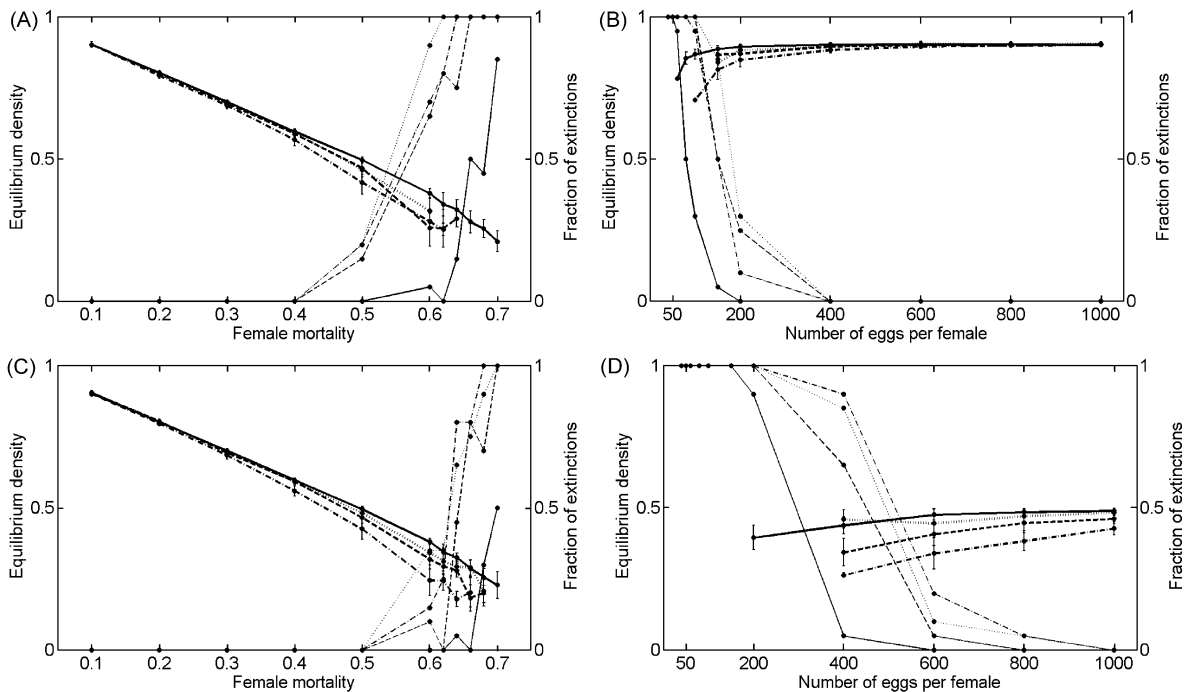 (A)
1
0.5
0
Equilibrium density
0.1 0.2 0.3 0.4 0.5 0.6 0.7
Female mortality
1
0.5
0
Fraction of extinctions
(B)
1
0.5
0
Equilibrium density
50 200 400 600 800 1000
Number of eggs per female
1
0.5
0
Fraction of extinctions
(C)
1
0.5
0
Equilibrium density
0.1 0.2 0.3 0.4 0.5 0.6 0.7
Female mortality
1
0.5
0
Fraction of extinctions
(D)
1
0.5
0
Equilibrium density
50 200 400 600 800 1000
Number of eggs per female
1
0.5
0
Fraction of extinctions